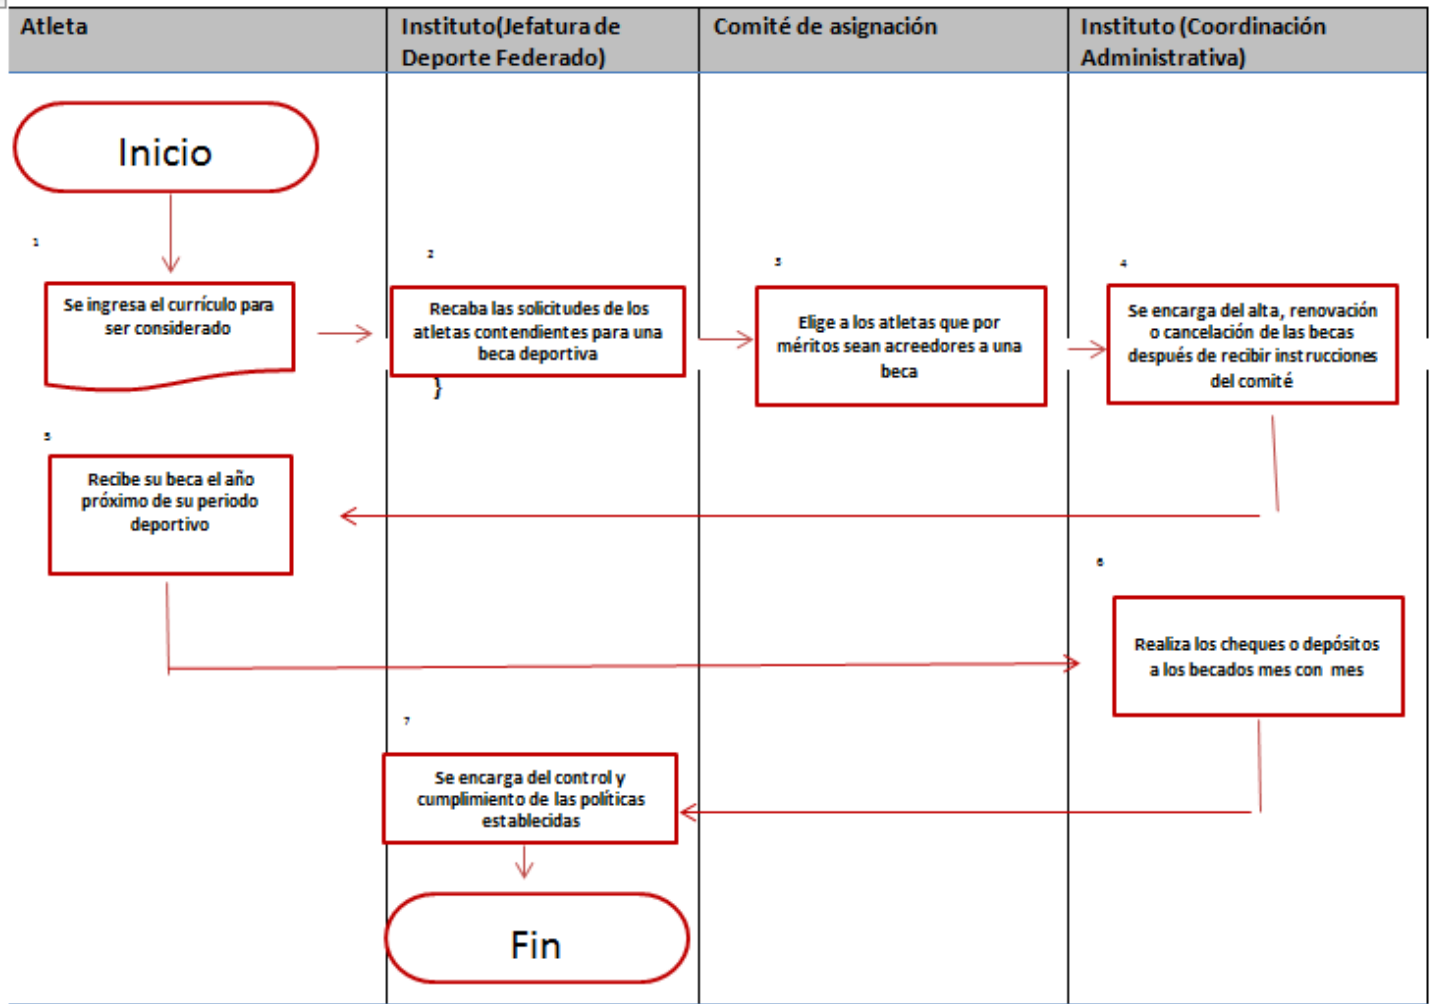 Atleta
Instituto(Jefatura de
Deporte Federado)
Comité de asignación
Instituto (Coordinación
Administrativa)
Inicio
1
Se ingresa el currículo para
ser considerado
2
Recaba las solicitudes de los
atletas contendientes para una
beca deportiva
}
3
Elige a los atletas que por
méritos sean acreedores a una
beca
4
Se encarga del alta, renovación
o cancelación de las becas
después de recibir instrucciones
del comité
5
Recibe su beca el año
próximo de su periodo
deportivo
6
Realiza los cheques o depósitos
a los becados mes con mes
7
Se encarga del control y
cumplimiento de las políticas
establecidas
Fin